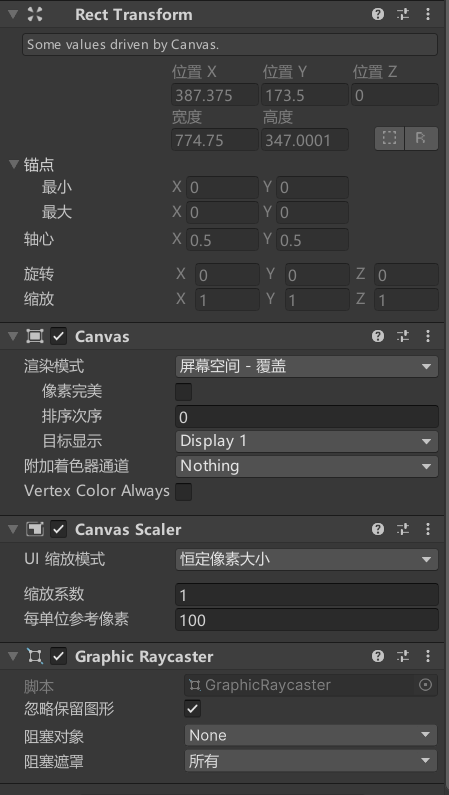 Rect Transform
Some values driven by Canvas.
位置 X 位置 Y 位置 Z
387.375 173.5 0
宽度 高度
774.75 347.0001 R
锚点
最小 X 0 Y 0
最大 X 0 Y 0
轴心 X 0.5 Y 0.5
旋转 X 0 Y 0 Z 0
缩放 X 1 Y 1 Z 1
Canvas
渲染模式 屏幕空间 - 覆盖
像素完美
排序次序 0
目标显示 Display 1
附加着色器通道 Nothing
Vertex Color Always
Canvas Scaler
UI 缩放模式 恒定像素大小
缩放系数 1
每单位参考像素 100
Graphic Raycaster
脚本 GraphicRaycaster
忽略保留图形
阻塞对象 None
阻塞遮罩 所有